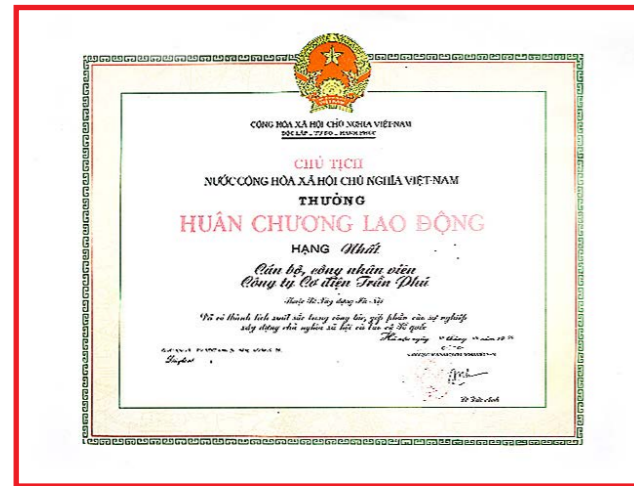 CỘNG HÒA XÃ HỘI CHỦ NGHĨA VIỆT-NAM
ĐỘC LẬP _ TỰ DO _ HẠNH PHÚC
CHỦ TỊCH
NƯỚC CỘNG HÒA XÃ HỘI CHỦ NGHĨA VIỆT-NAM
THƯỞNG
HUÂN CHƯƠNG LAO ĐỘNG
HẠNG Nhất
Cán bộ, công nhân viên
Công ty Cơ điện Trần Phú
thuộc Sở Xây dựng Hà Nội
Đã có thành tích xuất sắc trong công tác, góp phần vào sự nghiệp
xây dựng chủ nghĩa xã hội và bảo vệ Tổ quốc
Hà nội ngày tháng